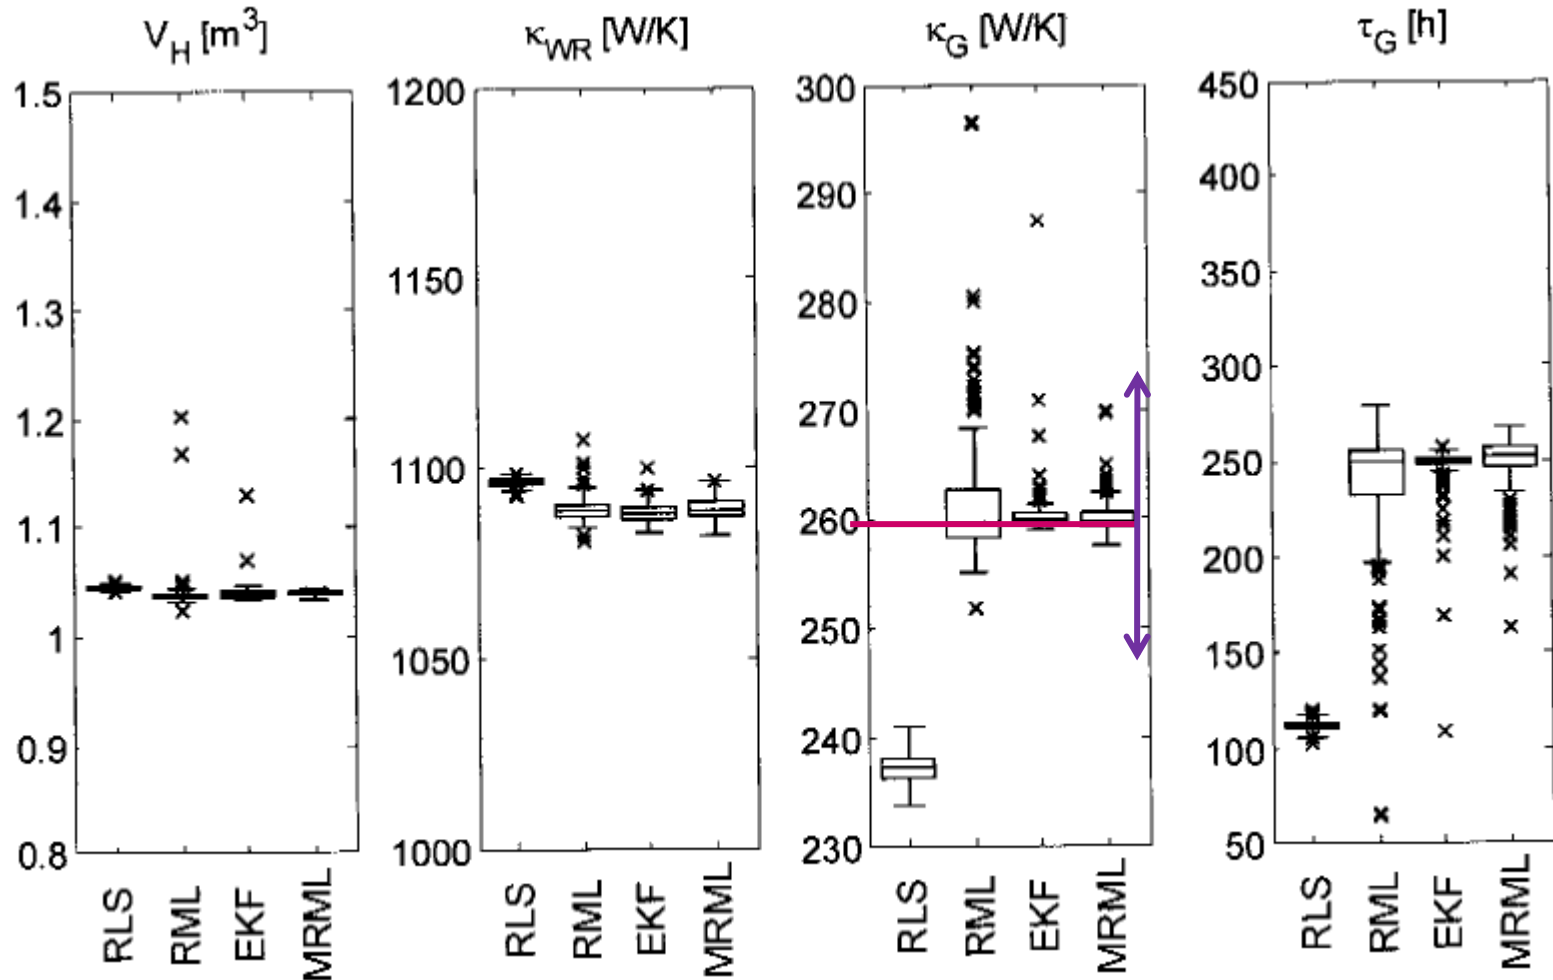 V_H [m^3]
κ_WR [W/K]
κ_G [W/K]
τ_G [h]
1.5
1.4
1.3
1.2
1.1
1
0.9
0.8
RLS
RML
EKF
MRML
1200
1150
1100
1050
1000
RLS
RML
EKF
MRML
300
290
280
270
260
250
240
230
RLS
RML
EKF
MRML
450
400
350
300
250
200
150
100
50
RLS
RML
EKF
MRML